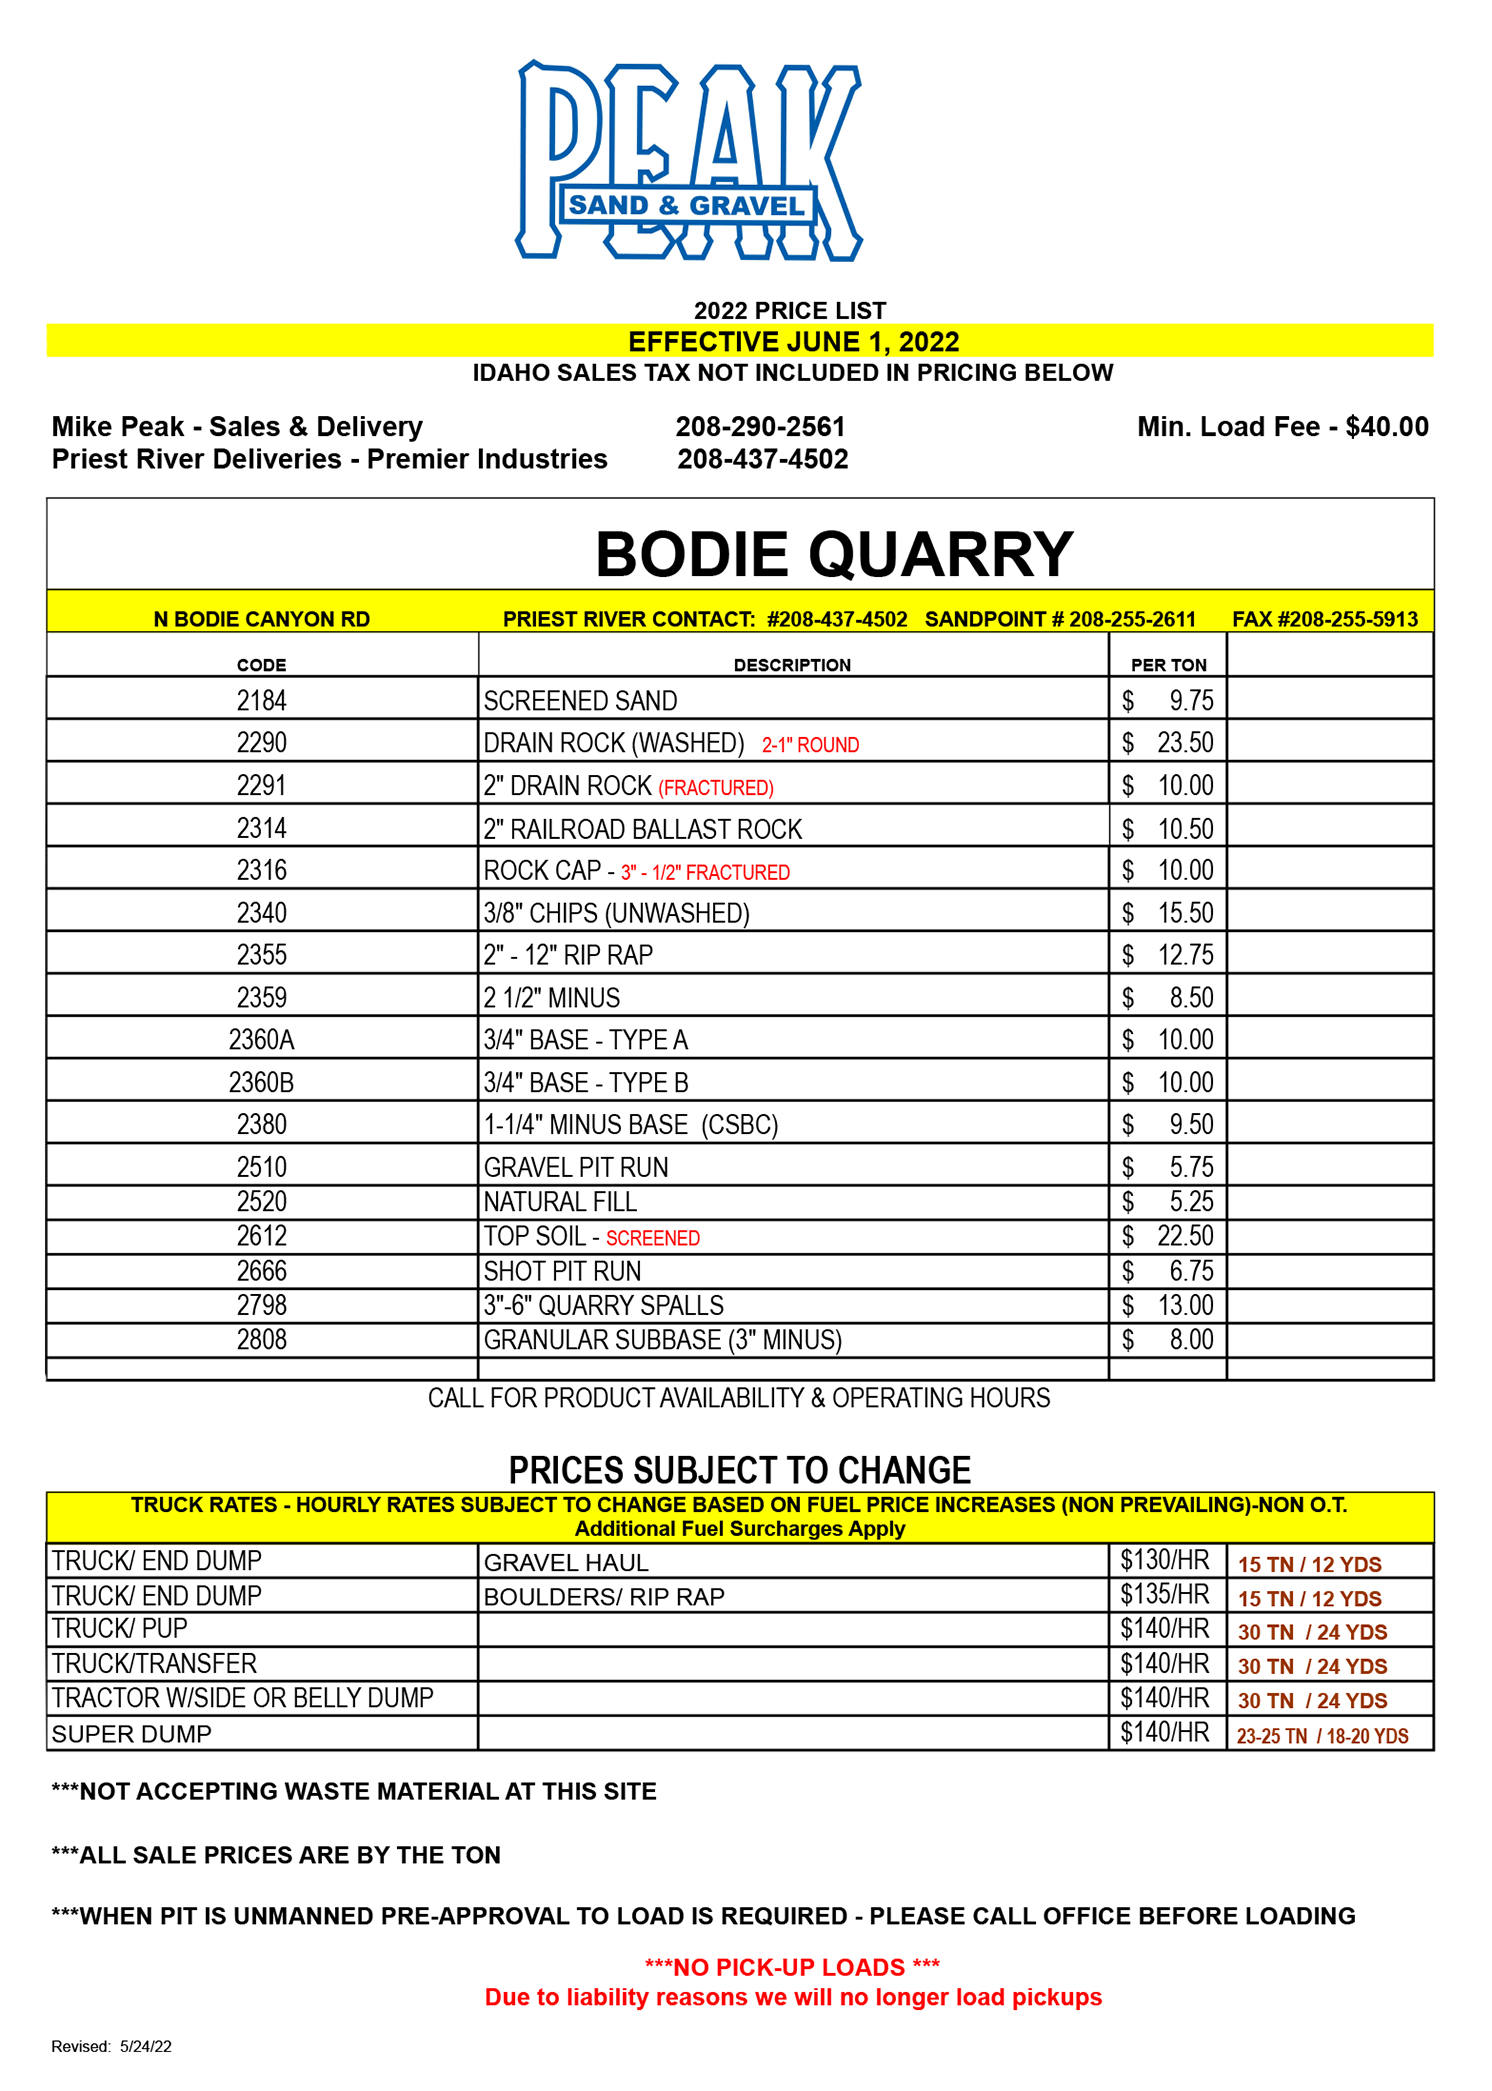 PEAK
SAND & GRAVEL
2022 PRICE LIST
EFFECTIVE JUNE 1, 2022
IDAHO SALES TAX NOT INCLUDED IN PRICING BELOW
Mike Peak - Sales & Delivery 208-290-2561 Min. Load Fee - $40.00
Priest River Deliveries - Premier Industries 208-437-4502
BODIE QUARRY
N BODIE CANYON RD PRIEST RIVER CONTACT: #208-437-4502 SANDPOINT # 208-255-2611 FAX #208-255-5913
CODE DESCRIPTION PER TON
2184 SCREENED SAND $ 9.75
2290 DRAIN ROCK (WASHED) 2-1" ROUND $ 23.50
2291 2" DRAIN ROCK (FRACTURED) $ 10.00
2314 2" RAILROAD BALLAST ROCK $ 10.50
2316 ROCK CAP - 3" - 1/2" FRACTURED $ 10.00
2340 3/8" CHIPS (UNWASHED) $ 15.50
2355 2" - 12" RIP RAP $ 12.75
2359 2 1/2" MINUS $ 8.50
2360A 3/4" BASE - TYPE A $ 10.00
2360B 3/4" BASE - TYPE B $ 10.00
2380 1-1/4" MINUS BASE (CSBC) $ 9.50
2510 GRAVEL PIT RUN $ 5.75
2520 NATURAL FILL $ 5.25
2612 TOP SOIL - SCREENED $ 22.50
2666 SHOT PIT RUN $ 6.75
2798 3"-6" QUARRY SPALLS $ 13.00
2808 GRANULAR SUBBASE (3" MINUS) $ 8.00
CALL FOR PRODUCT AVAILABILITY & OPERATING HOURS
PRICES SUBJECT TO CHANGE
TRUCK RATES - HOURLY RATES SUBJECT TO CHANGE BASED ON FUEL PRICE INCREASES (NON PREVAILING)-NON O.T.
Additional Fuel Surcharges Apply
TRUCK/ END DUMP GRAVEL HAUL $130/HR 15 TN / 12 YDS
TRUCK/ END DUMP BOULDERS/ RIP RAP $135/HR 15 TN / 12 YDS
TRUCK/ PUP $140/HR 30 TN / 24 YDS
TRUCK/TRANSFER $140/HR 30 TN / 24 YDS
TRACTOR W/SIDE OR BELLY DUMP $140/HR 30 TN / 24 YDS
SUPER DUMP $140/HR 23-25 TN / 18-20 YDS
***NOT ACCEPTING WASTE MATERIAL AT THIS SITE
***ALL SALE PRICES ARE BY THE TON
***WHEN PIT IS UNMANNED PRE-APPROVAL TO LOAD IS REQUIRED - PLEASE CALL OFFICE BEFORE LOADING
***NO PICK-UP LOADS ***
Due to liability reasons we will no longer load pickups
Revised: 5/24/22